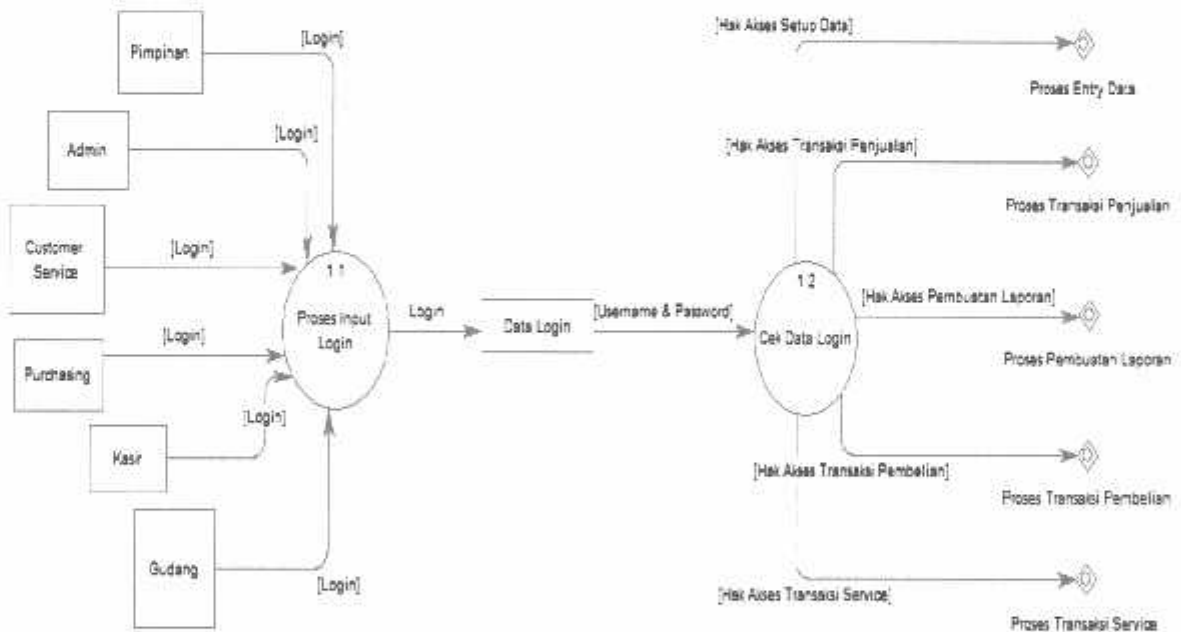 Pimpinan
[Login]
Admin
[Login]
Customer
Service
[Login]
Purchasing
[Login]
Kasir
[Login]
Gudang
[Login]
1.1
Proses Input
Login
Login
Data Login
[Username & Password]
1.2
Cek Data Login
[Hak Akses Setup Data]
Proses Entry Data
[Hak Akses Transaksi Penjualan]
Proses Transaksi Penjualan
[Hak Akses Pembuatan Laporan]
Proses Pembuatan Laporan
[Hak Akses Transaksi Pembelian]
Proses Transaksi Pembelian
[Hak Akses Transaksi Service]
Proses Transaksi Service